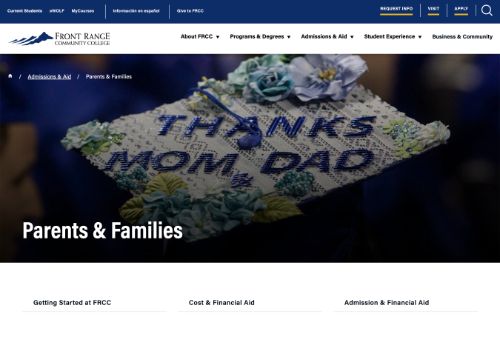 Current Students eWOLF MyCourses Información en español Give to FRCC REQUEST INFO VISIT APPLY
FRONT RANGE
COMMUNITY COLLEGE
About FRCC Programs & Degrees Admissions & Aid Student Experience Business & Community
/ Admissions & Aid / Parents & Families
THANKS
MOM, DAD
Parents & Families
Getting Started at FRCC Cost & Financial Aid Admission & Financial Aid